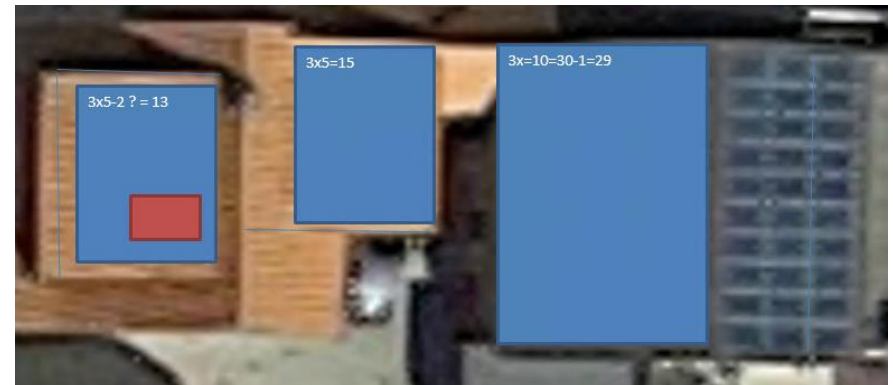 3x5-2 ? = 13
3x5=15
3x=10=30-1=29